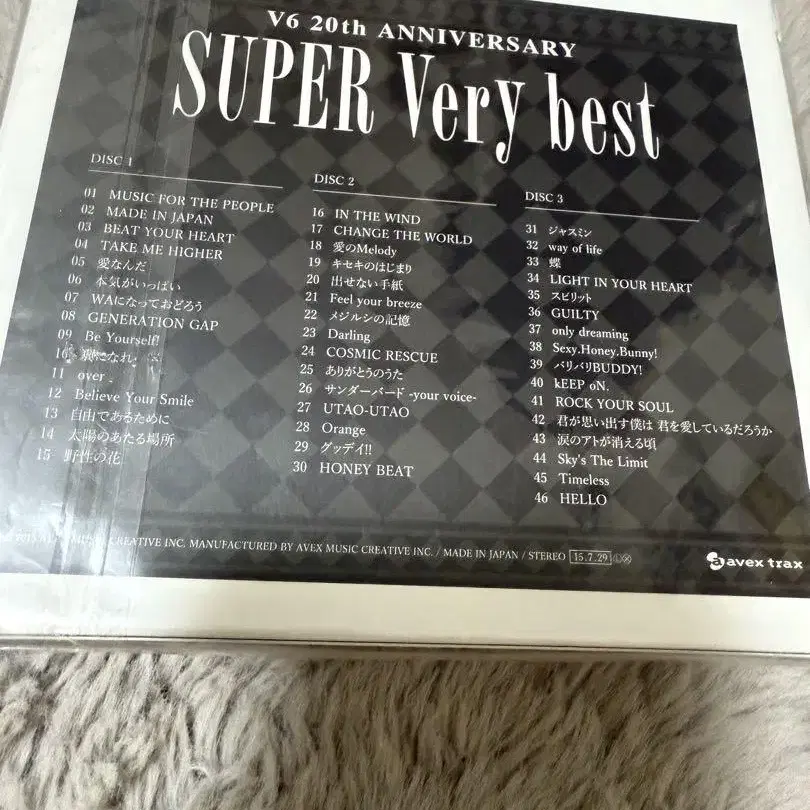 V6 20th ANNIVERSARY
SUPER Very best
DISC 1
01 MUSIC FOR THE PEOPLE
02 MADE IN JAPAN
03 BEAT YOUR HEART
04 TAKE ME HIGHER
05 愛なんだ
06 本気がいっぱい
07 WAになっておどろう
08 GENERATION GAP
09 Be Yourself!
10 になれ
11 over
12 Believe Your Smile
13 自由であるために
14 太陽のあたる場所
15 野性の花
DISC 2
16 IN THE WIND
17 CHANGE THE WORLD
18 愛のMelody
19 キセキのはじまり
20 出せない手紙
21 Feel your breeze
22 メジルシの記憶
23 Darling
24 COSMIC RESCUE
25 ありがとうのうた
26 サンダーバード -your voice-
27 UTAO-UTAO
28 Orange
29 グッデイ!!
30 HONEY BEAT
DISC 3
31 ジャスミン
32 way of life
33 蝶
34 LIGHT IN YOUR HEART
35 スピリット
36 GUILTY
37 only dreaming
38 Sexy.Honey.Bunny!
39 バリバリBUDDY!
40 kEEP oN.
41 ROCK YOUR SOUL
42 君が思い出す僕は 君を愛しているだろうか
43 涙のアトが消える頃
44 Sky's The Limit
45 Timeless
46 HELLO
MUSIC CREATIVE INC. MANUFACTURED BY AVEX MUSIC CREATIVE INC. / MADE IN JAPAN / STEREO 15.7.29 Ⓛ Ⓧ
avex trax